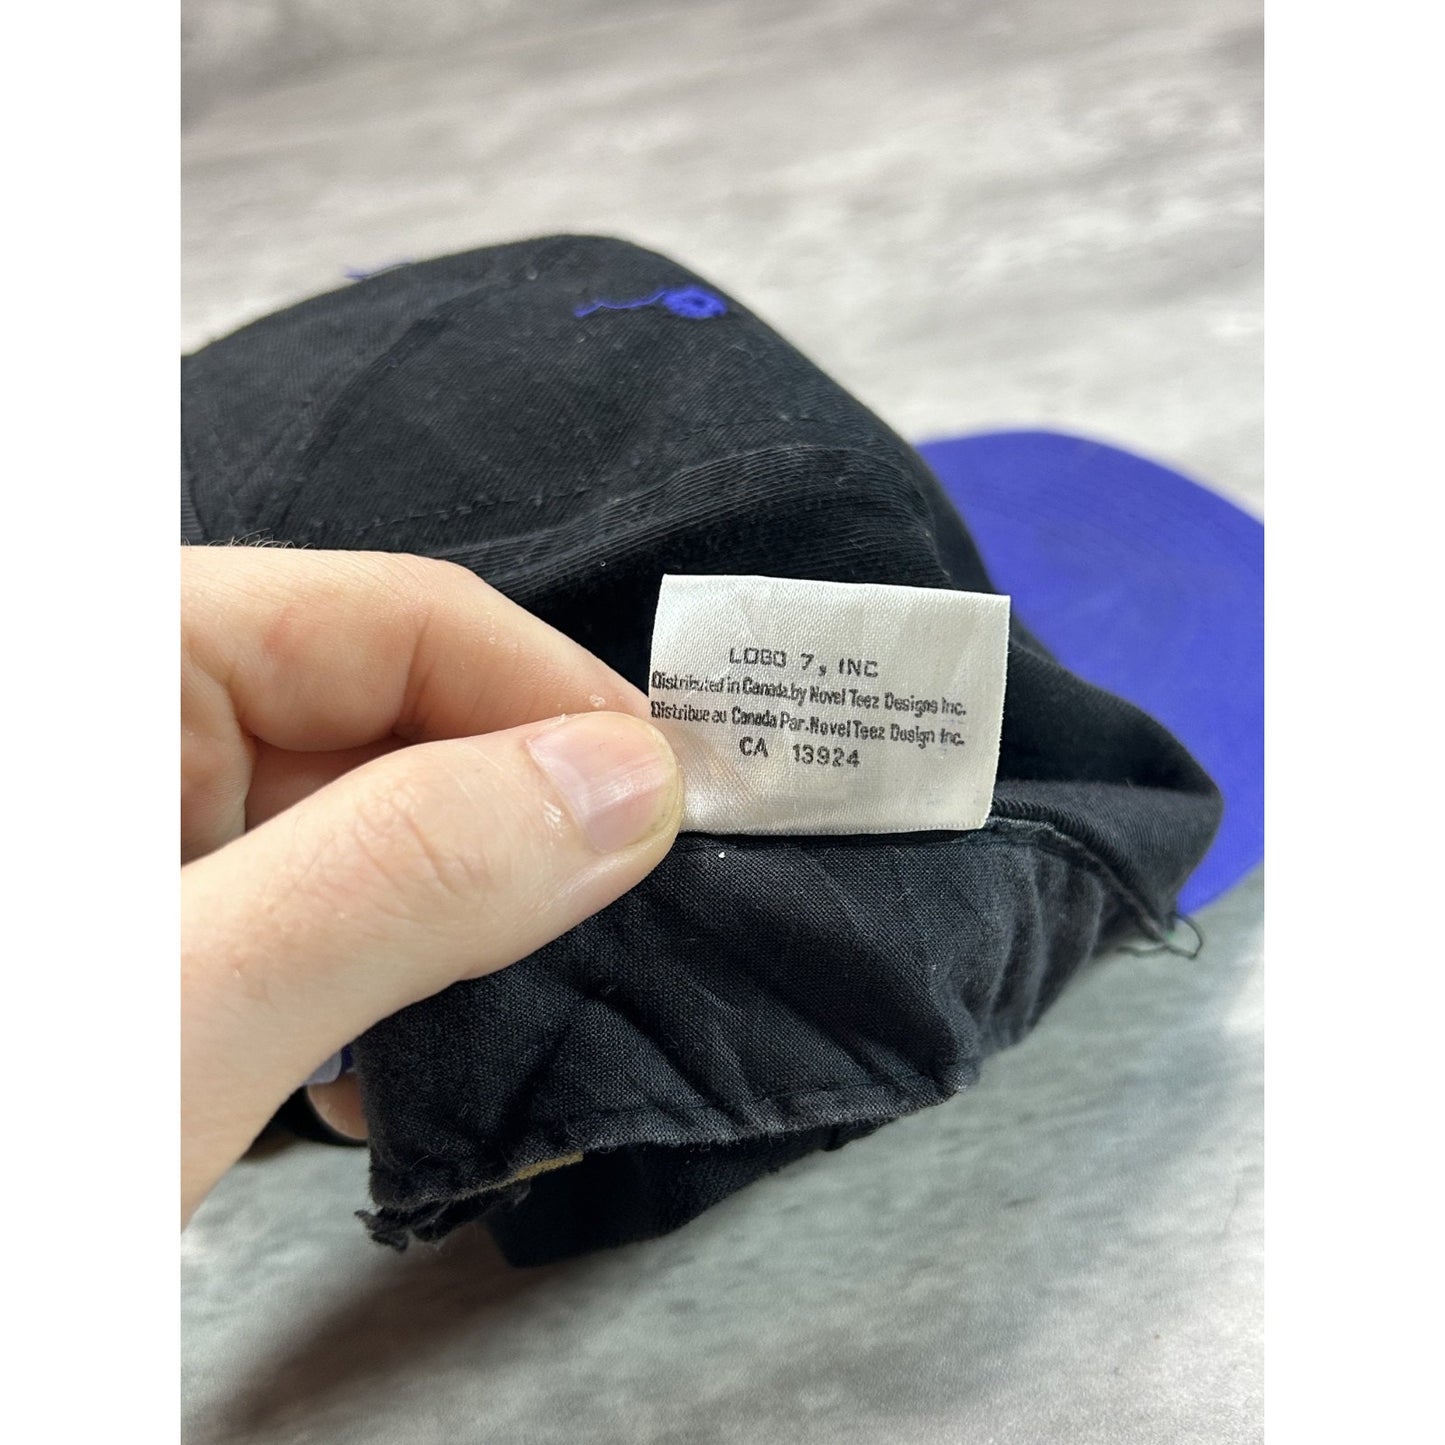 LOGO 7, INC
Distributed in Canada.by Novel Teez Designs Inc.
Distribue au Canada Par.Novel Teez Design Inc.
CA 13924